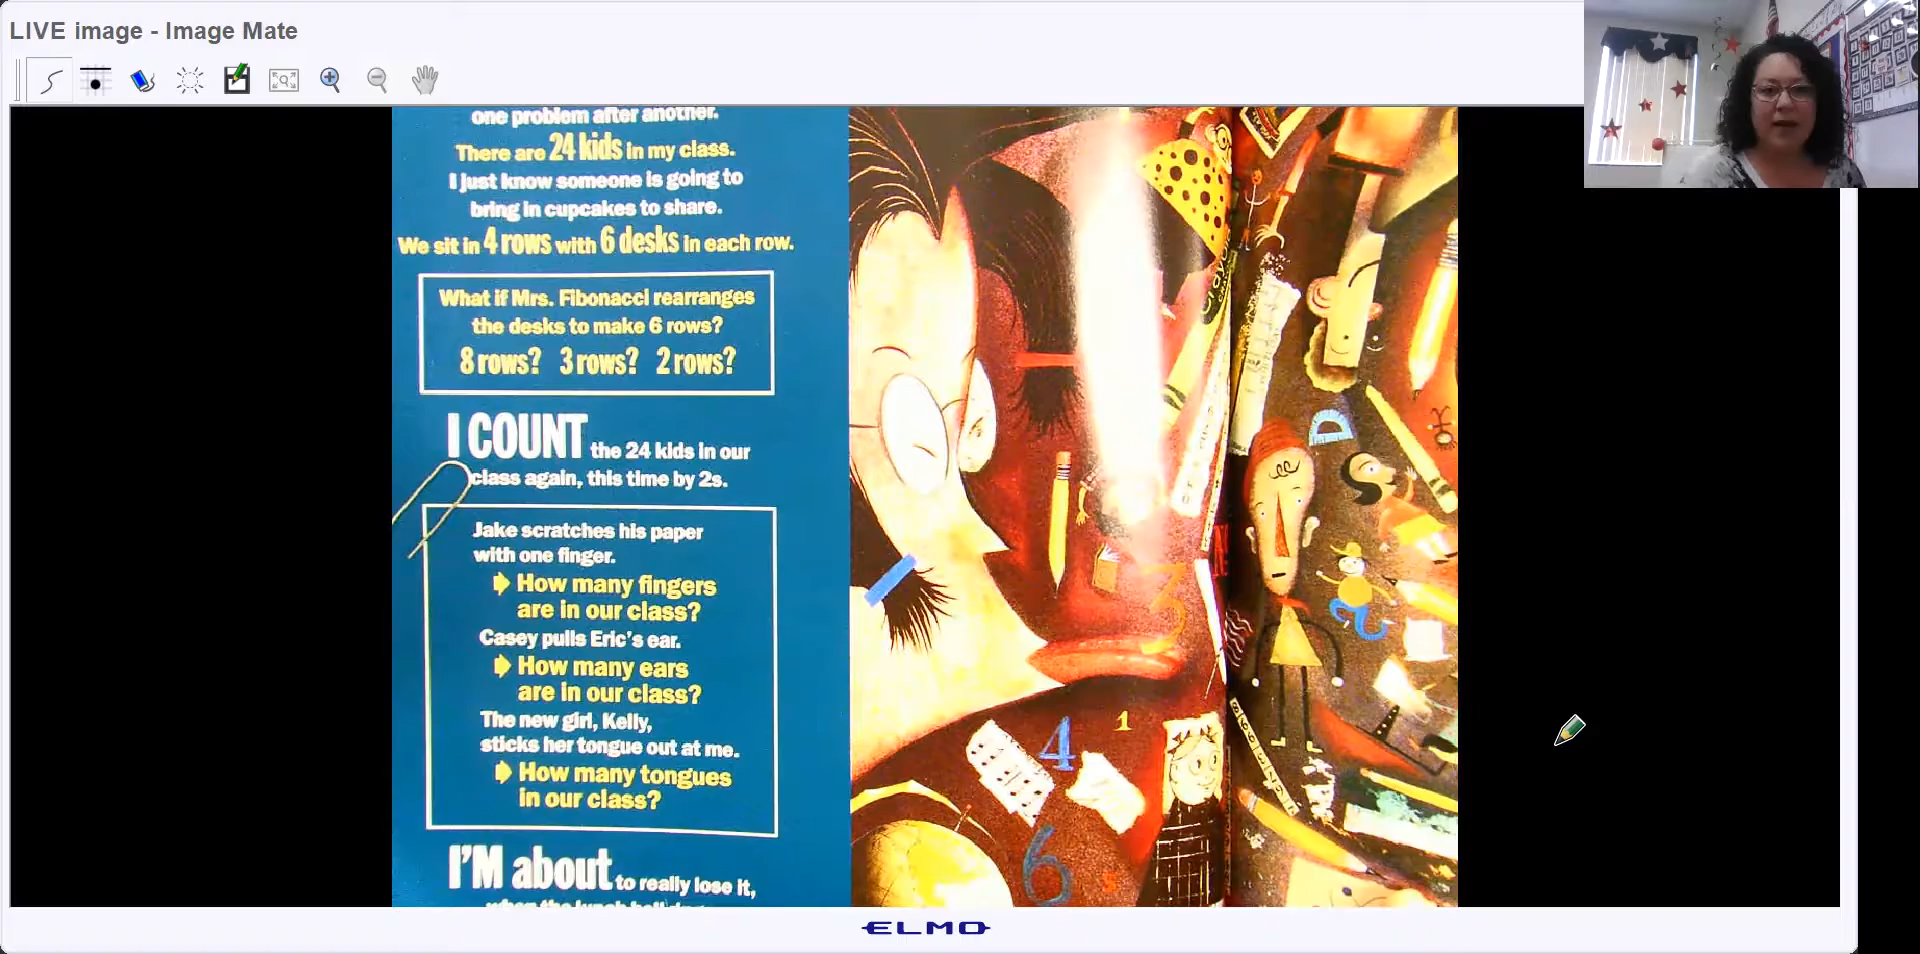 LIVE image - Image Mate
one problem after another.
There are 24 kids in my class.
I just know someone is going to
bring in cupcakes to share.
We sit in 4 rows with 6 desks in each row.
What if Mrs. Fibonacci rearranges
the desks to make 6 rows?
8 rows? 3 rows? 2 rows?
I COUNT the 24 kids in our
class again, this time by 2s.
Jake scratches his paper
with one finger.
How many fingers
are in our class?
Casey pulls Eric's ear.
How many ears
are in our class?
The new girl, Kelly,
sticks her tongue out at me.
How many tongues
in our class?
I'M about to really lose it,
3
4
1
6
5
ELMO